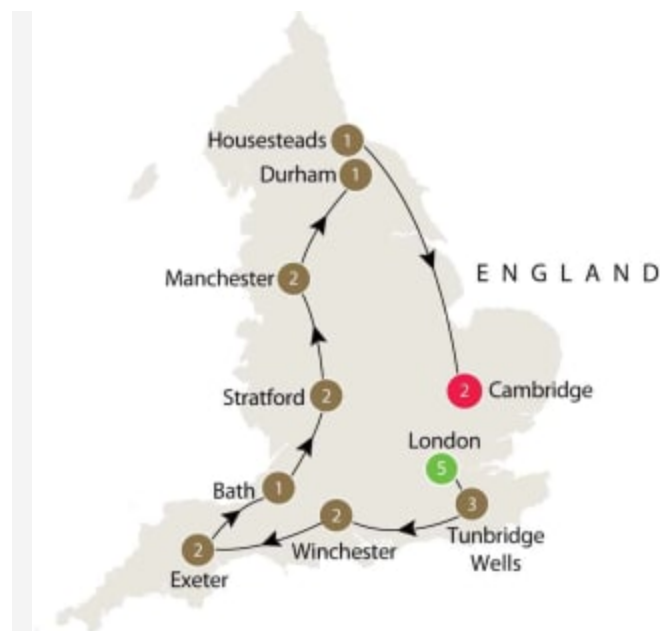 Housesteads 1
Durham 1
Manchester 2
ENGLAND
Stratford 2
2 Cambridge
London
5
Bath 1
3
Tunbridge
Wells
2
Winchester
2
Exeter